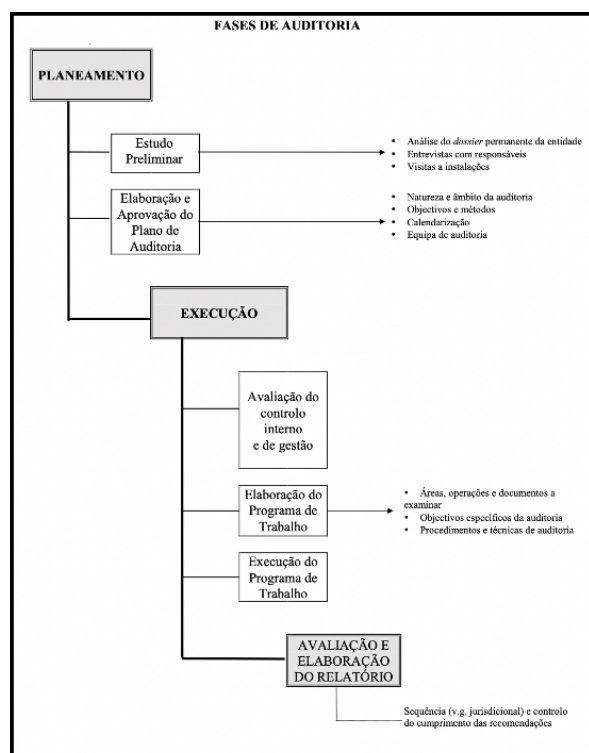 FASES DE AUDITORIA
PLANEAMENTO
Estudo
Preliminar
• Análise do dossier permanente da entidade
• Entrevistas com responsáveis
• Visitas a instalações
Elaboração e
Aprovação do
Plano de
Auditoria
• Natureza e âmbito da auditoria
• Objectivos e métodos
• Calendarização
• Equipa de auditoria
EXECUÇÃO
Avaliação do
controlo
interno
e de gestão
Elaboração do
Programa de
Trabalho
• Áreas, operações e documentos a
examinar
• Objectivos específicos da auditoria
• Procedimentos e técnicas de auditoria
Execução do
Programa de
Trabalho
AVALIAÇÃO E
ELABORAÇÃO
DO RELATÓRIO
Sequência (v.g. jurisdicional) e controlo
do cumprimento das recomendações